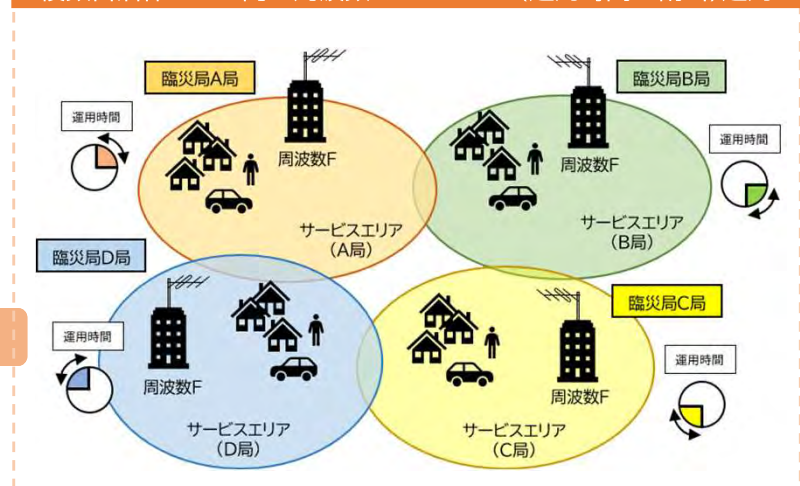 臨災局A局
運用時間
周波数F
サービスエリア
(A局)
臨災局B局
運用時間
周波数F
サービスエリア
(B局)
臨災局D局
運用時間
周波数F
サービスエリア
(D局)
臨災局C局
運用時間
周波数F
サービスエリア
(C局)